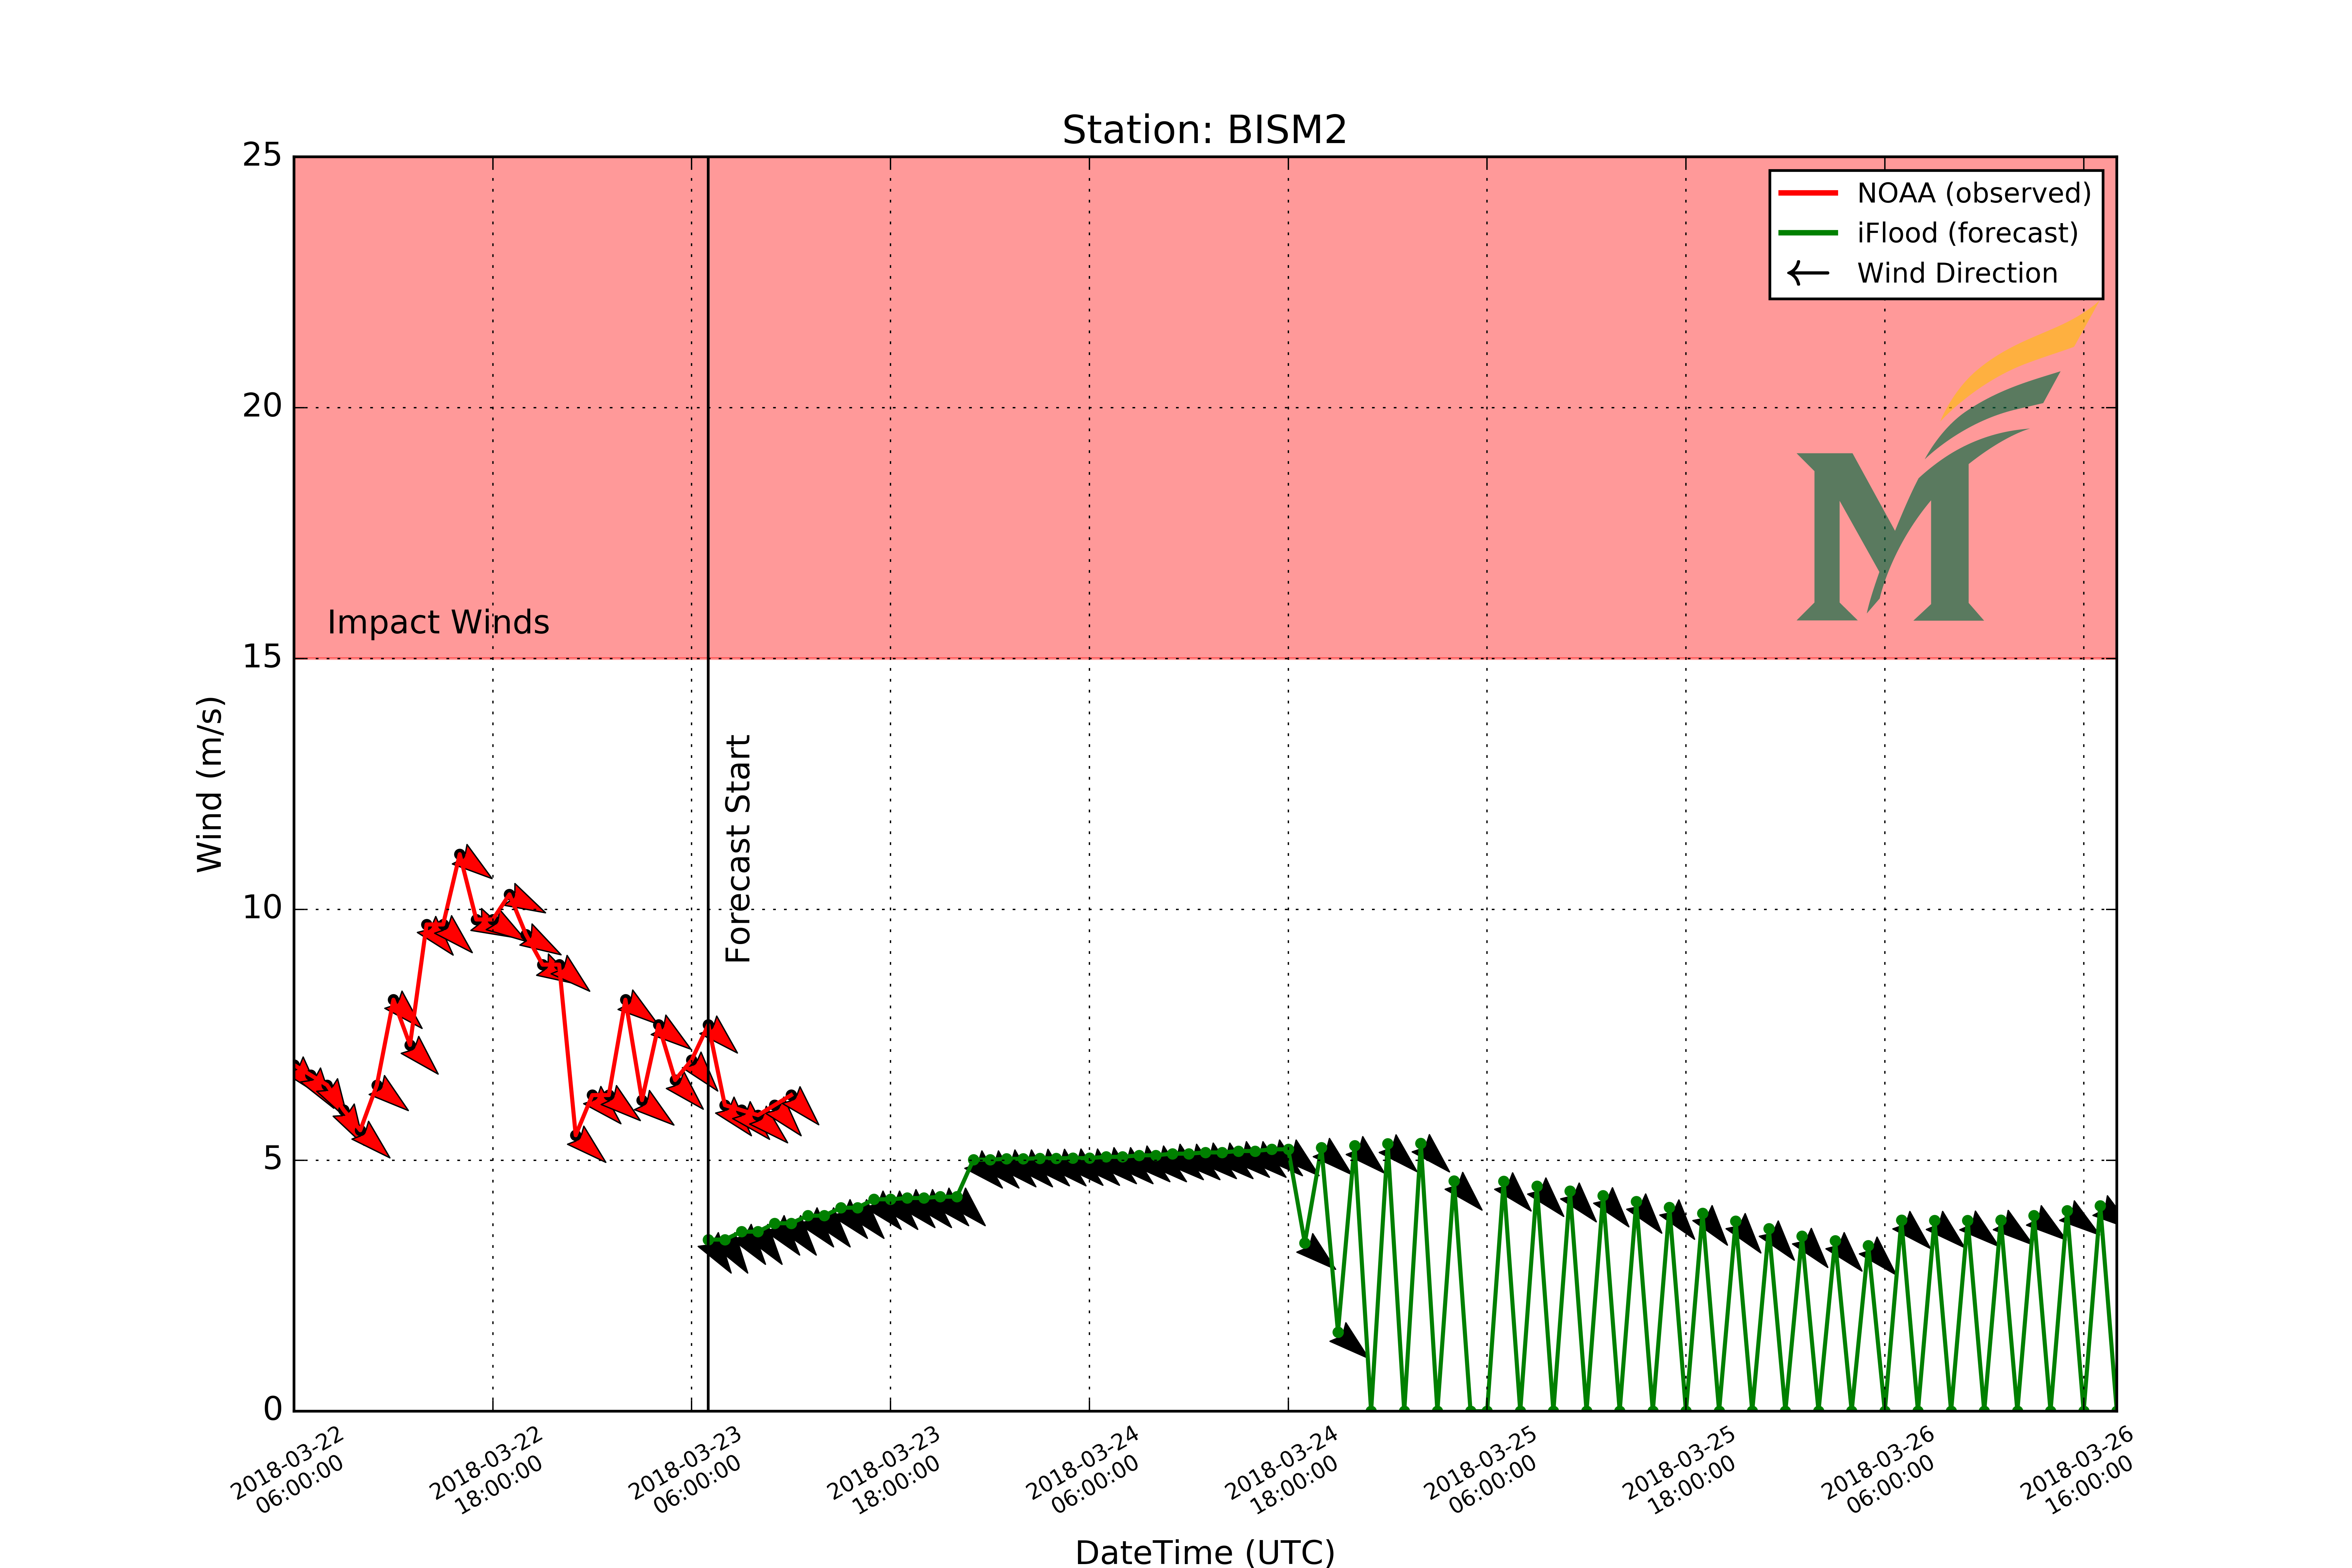 Station: BISM2
25
NOAA (observed)
iFlood (forecast)
Wind Direction
20
M
Impact Winds
15
Wind (m/s)
Forecast Start
10
5
0
2018-03-22
06:00:00
2018-03-22
18:00:00
2018-03-23
06:00:00
2018-03-23
18:00:00
2018-03-24
06:00:00
2018-03-24
18:00:00
2018-03-25
06:00:00
2018-03-25
18:00:00
2018-03-26
06:00:00
2018-03-26
16:00:00
DateTime (UTC)